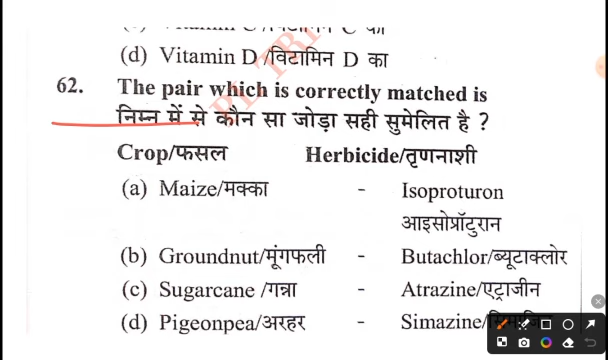 (d) Vitamin D /विटामिन D का
62. The pair which is correctly matched is
निम्न में से कौन सा जोड़ा सही सुमेलित है ?
Crop/फसल Herbicide/तृणनाशी
(a) Maize/मक्का - Isoproturon
आइसोप्रॉटुरान
(b) Groundnut/मूंगफली - Butachlor/ब्यूटाक्लोर
(c) Sugarcane /गन्ना - Atrazine/एट्राजीन
(d) Pigeonpea/अरहर - Simazine/